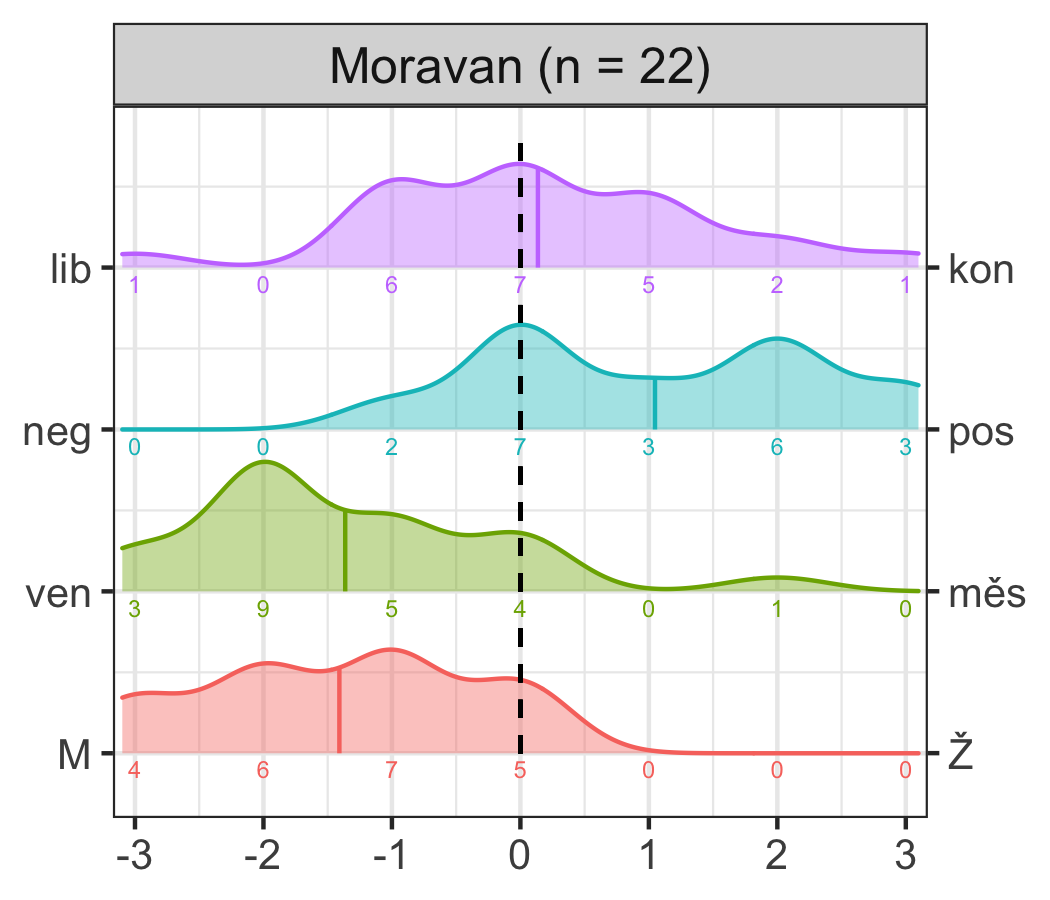 Moravan (n = 22)
lib kon
1 0 6 7 5 2 1
neg pos
0 0 2 7 3 6 3
ven měs
3 9 5 4 0 1 0
M Ž
4 6 7 5 0 0 0
-3 -2 -1 0 1 2 3